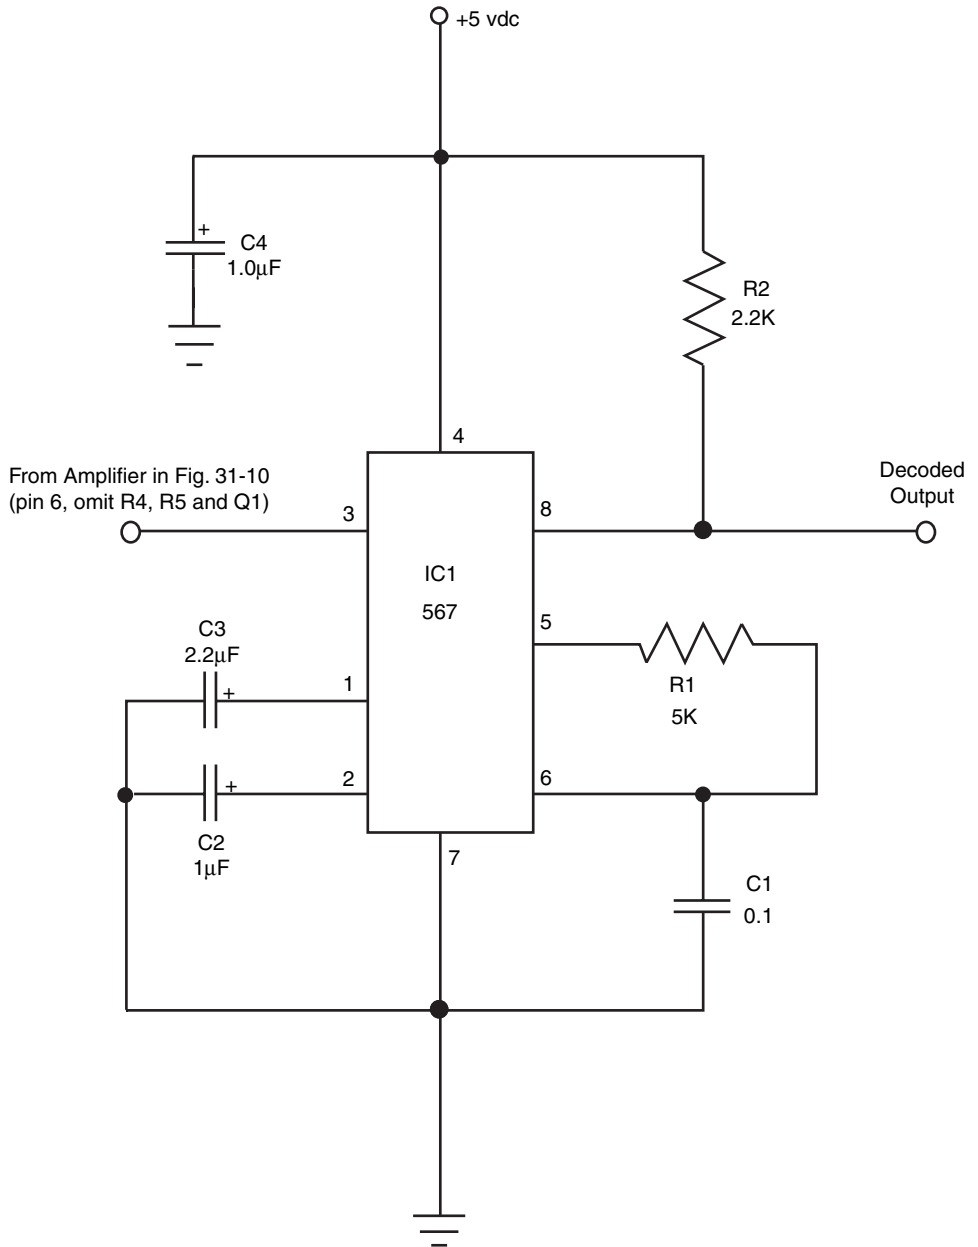 +5 vdc
+
C4
1.0µF
R2
2.2K
4
From Amplifier in Fig. 31-10
(pin 6, omit R4, R5 and Q1)
Decoded
Output
3
8
IC1
567
5
C3
2.2µF
+
1
R1
5K
2
+
6
C2
1µF
7
C1
0.1